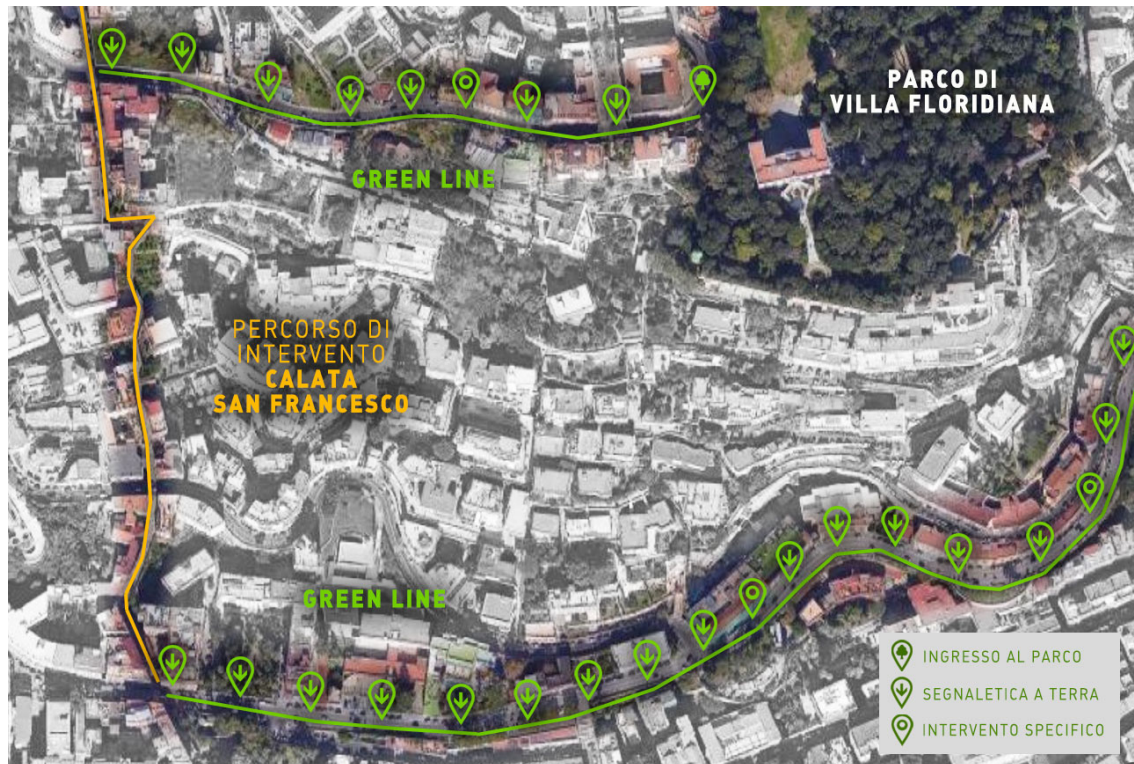 PARCO DI
VILLA FLORIDIANA
GREEN LINE
PERCORSO DI
INTERVENTO
CALATA
SAN FRANCESCO
GREEN LINE
INGRESSO AL PARCO
SEGNALETICA A TERRA
INTERVENTO SPECIFICO